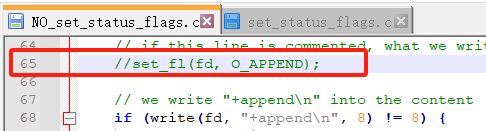 NO_set_status_flags.c
set_status_flags.c
64 // if this line is commented, what we writ
65 //set_fl(fd, O_APPEND);
66
67 // we write "+append\n" into the content
68 if (write(fd, "+append\n", 8) != 8) {